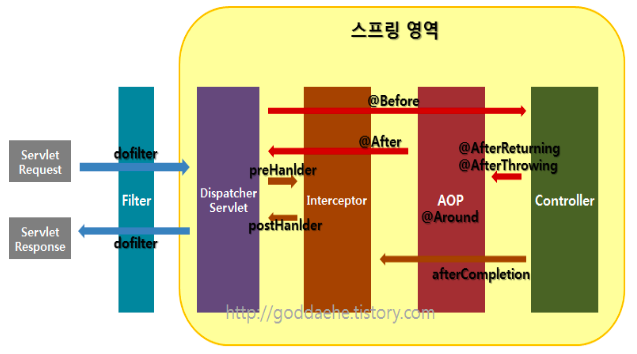 스프링 영역
@Before
Servlet
Request
dofilter
@After
@AfterReturning
@AfterThrowing
preHanlder
Filter
Dispatcher
Servlet
Interceptor
AOP
@Around
Controller
postHanlder
Servlet
Response
dofilter
afterCompletion
http://goddaehe.tistory.com